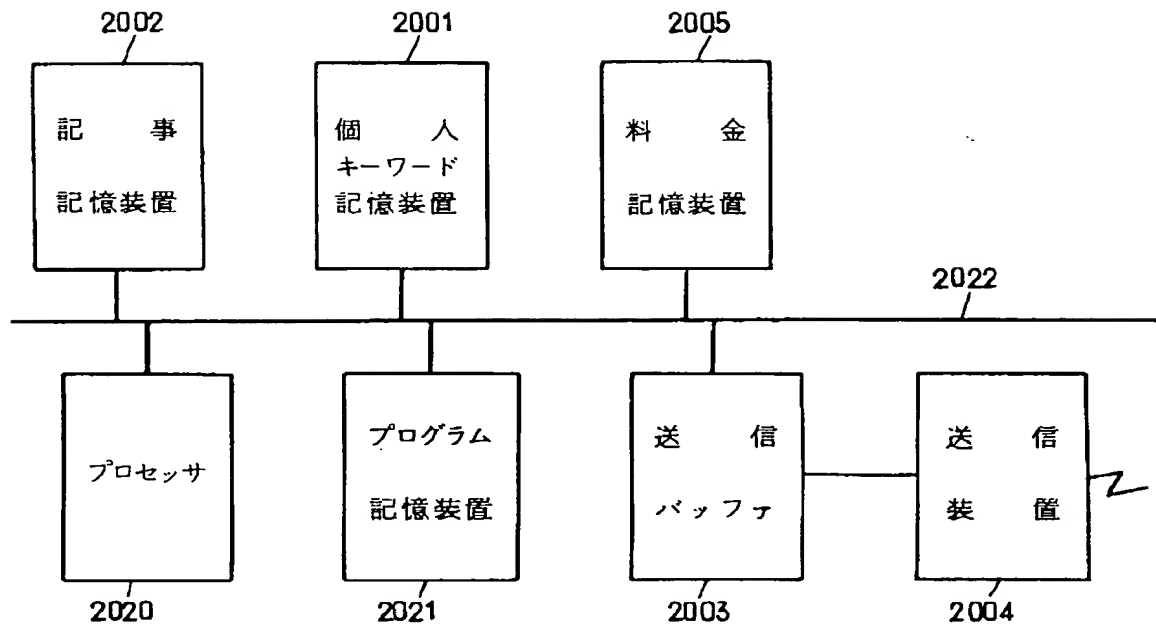 2002
2001
2005
記事
記憶装置
個人
キーワード
記憶装置
料金
記憶装置
2022
プロセッサ
プログラム
記憶装置
送信
バッファ
送信
装置
2020
2021
2003
2004